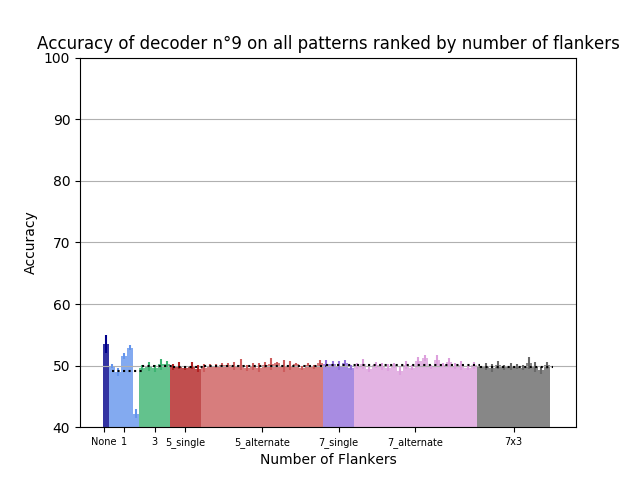 Accuracy of decoder n°9 on all patterns ranked by number of flankers
100
90
80
70
60
50
40
Accuracy
None 1 3 5_single 5_alternate 7_single 7_alternate 7x3
Number of Flankers